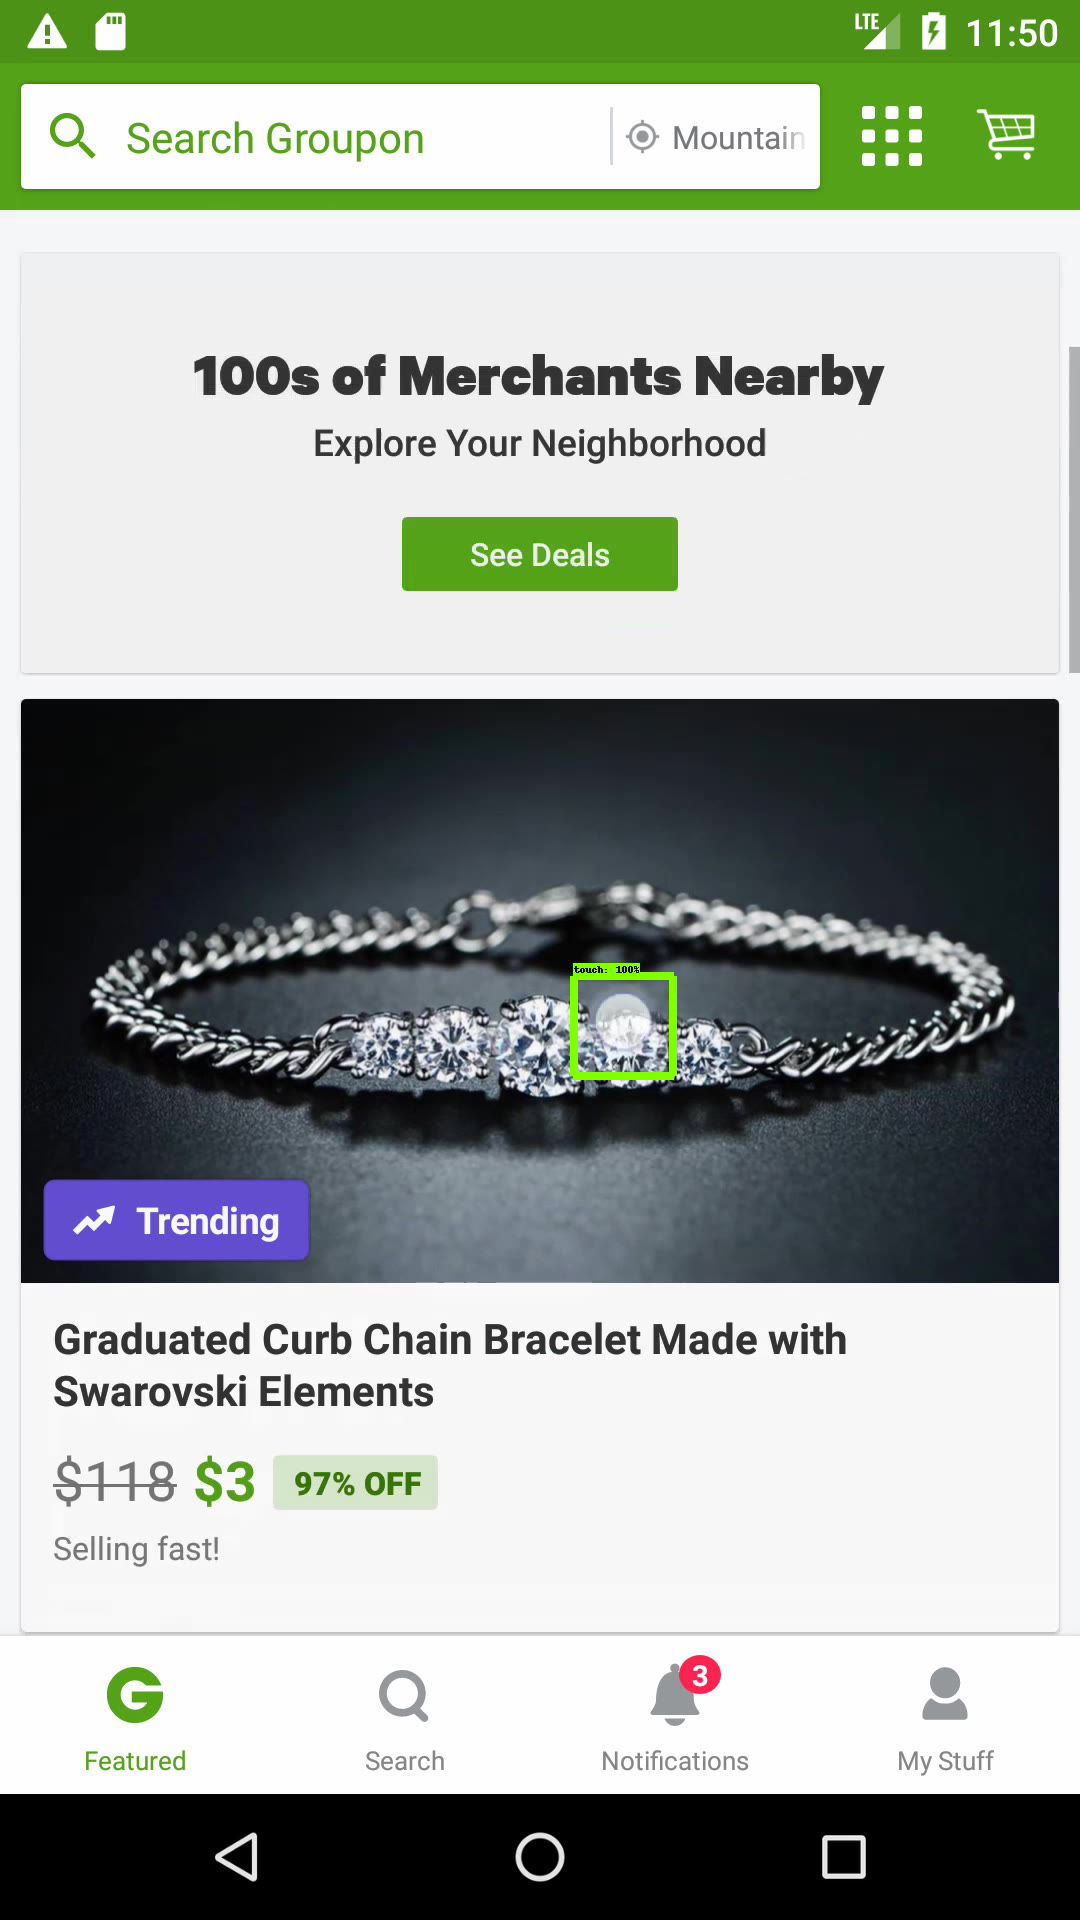 LTE 11:50
Search Groupon Mountain
100s of Merchants Nearby
Explore Your Neighborhood
See Deals
touch: 100%
Trending
Graduated Curb Chain Bracelet Made with
Swarovski Elements
$118 $3 97% OFF
Selling fast!
3
Featured Search Notifications My Stuff